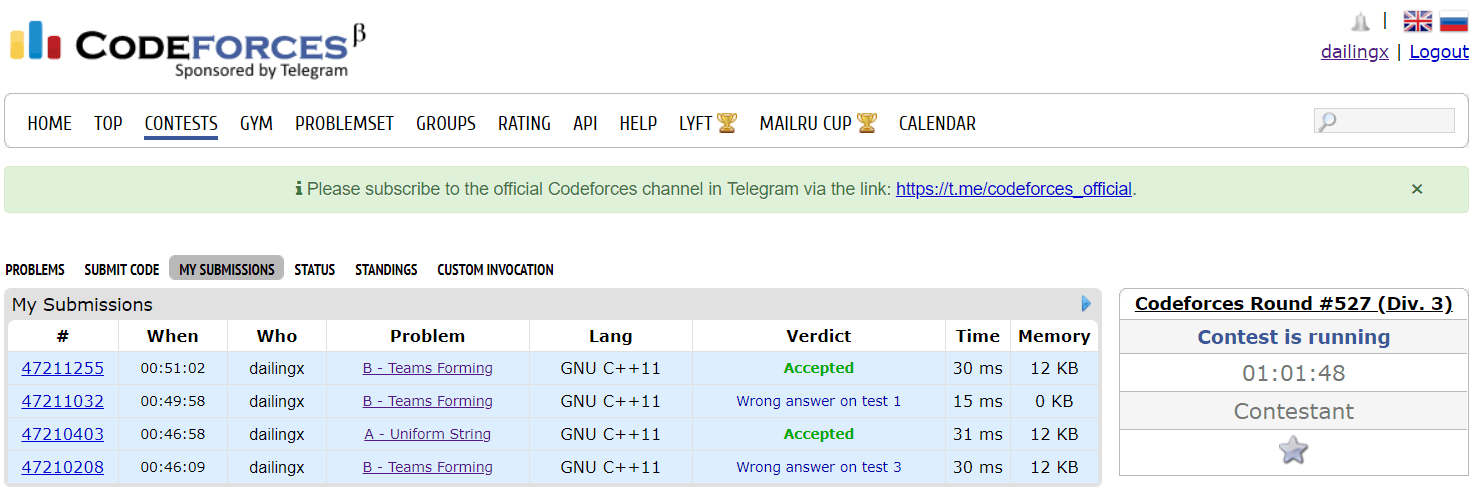 CODEFORCES β
Sponsored by Telegram
|
dailingx | Logout
HOME TOP CONTESTS GYM PROBLEMSET GROUPS RATING API HELP LYFT MAILRU CUP CALENDAR
Please subscribe to the official Codeforces channel in Telegram via the link: https://t.me/codeforces_official. ×
PROBLEMS SUBMIT CODE MY SUBMISSIONS STATUS STANDINGS CUSTOM INVOCATION
My Submissions
# When Who Problem Lang Verdict Time Memory
47211255 00:51:02 dailingx B - Teams Forming GNU C++11 Accepted 30 ms 12 KB
47211032 00:49:58 dailingx B - Teams Forming GNU C++11 Wrong answer on test 1 15 ms 0 KB
47210403 00:46:58 dailingx A - Uniform String GNU C++11 Accepted 31 ms 12 KB
47210208 00:46:09 dailingx B - Teams Forming GNU C++11 Wrong answer on test 3 30 ms 12 KB
Codeforces Round #527 (Div. 3)
Contest is running
01:01:48
Contestant